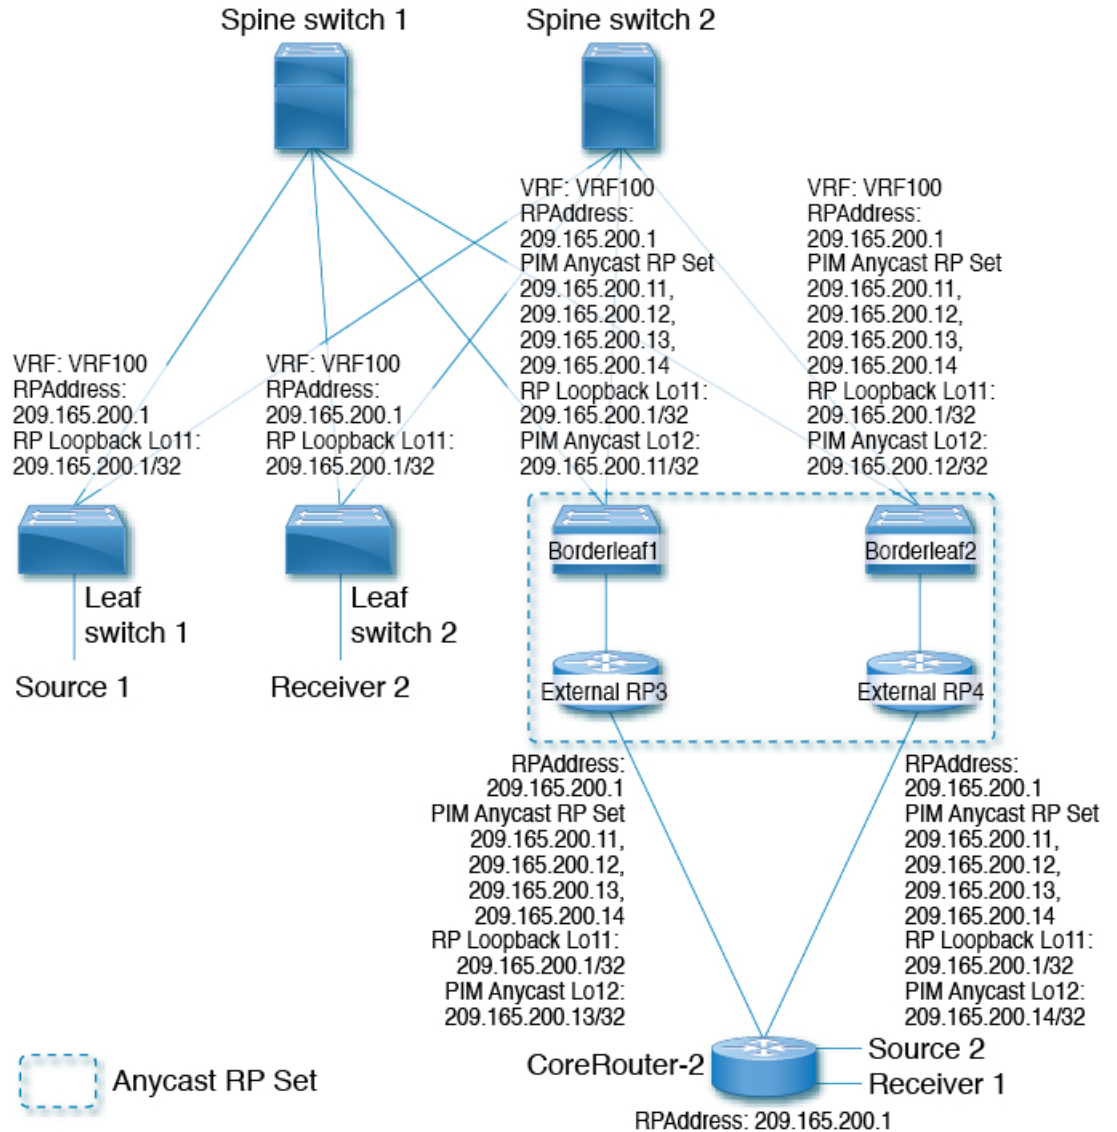 Spine switch 1
Spine switch 2
VRF: VRF100
RPAddress:
209.165.200.1
PIM Anycast RP Set
209.165.200.11,
209.165.200.12,
209.165.200.13,
209.165.200.14
RP Loopback Lo11:
209.165.200.1/32
PIM Anycast Lo12:
209.165.200.11/32
VRF: VRF100
RPAddress:
209.165.200.1
PIM Anycast RP Set
209.165.200.11,
209.165.200.12,
209.165.200.13,
209.165.200.14
RP Loopback Lo11:
209.165.200.1/32
PIM Anycast Lo12:
209.165.200.12/32
VRF: VRF100
RPAddress:
209.165.200.1
RP Loopback Lo11:
209.165.200.1/32
VRF: VRF100
RPAddress:
209.165.200.1
RP Loopback Lo11:
209.165.200.1/32
Borderleaf1
Borderleaf2
Leaf
switch 1
Leaf
switch 2
Source 1
Receiver 2
External RP3
External RP4
RPAddress:
209.165.200.1
PIM Anycast RP Set
209.165.200.11,
209.165.200.12,
209.165.200.13,
209.165.200.14
RP Loopback Lo11:
209.165.200.1/32
PIM Anycast Lo12:
209.165.200.13/32
RPAddress:
209.165.200.1
PIM Anycast RP Set
209.165.200.11,
209.165.200.12,
209.165.200.13,
209.165.200.14
RP Loopback Lo11:
209.165.200.1/32
PIM Anycast Lo12:
209.165.200.14/32
Anycast RP Set
CoreRouter-2
Source 2
Receiver 1
RPAddress: 209.165.200.1